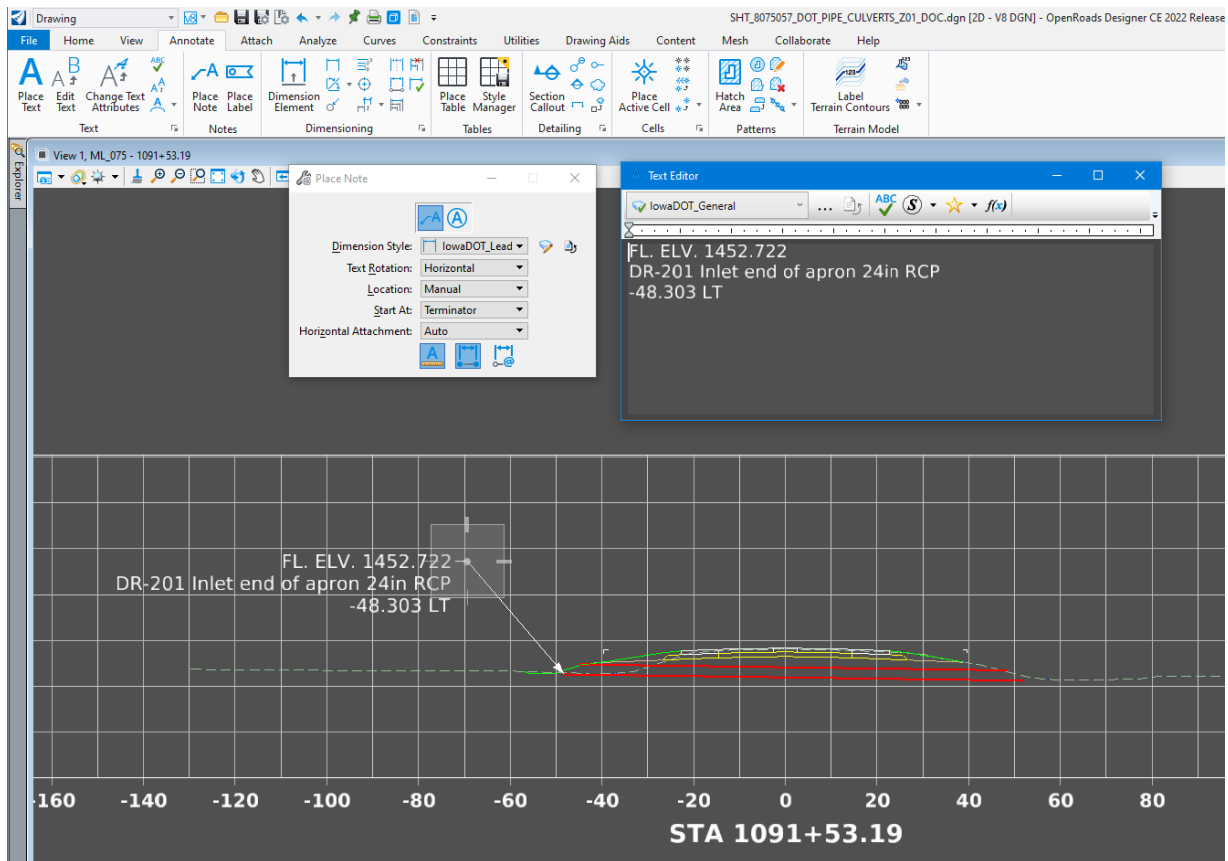 Drawing
SHT_8075057_DOT_PIPE_CULVERTS_Z01_DOC.dgn [2D - V8 DGN] - OpenRoads Designer CE 2022 Release
File Home View Annotate Attach Analyze Curves Constraints Utilities Drawing Aids Content Mesh Collaborate Help
Place Text
Edit Text
Change Text Attributes
Place Note
Place Label
Dimension Element
Place Table
Style Manager
Section Callout
Place Active Cell
Hatch Area
Label Terrain Contours
Text Notes Dimensioning Tables Detailing Cells Patterns Terrain Model
Explorer
View 1, ML_075 - 1091+53.19
Place Note
Dimension Style: IowaDOT_Lead
Text Rotation: Horizontal
Location: Manual
Start At: Terminator
Horizontal Attachment: Auto
Text Editor
IowaDOT_General
... ABC S f(x)
FL. ELV. 1452.722
DR-201 Inlet end of apron 24in RCP
-48.303 LT
FL. ELV. 1452.722
DR-201 Inlet end of apron 24in RCP
-48.303 LT
-160 -140 -120 -100 -80 -60 -40 -20 0 20 40 60 80
STA 1091+53.19